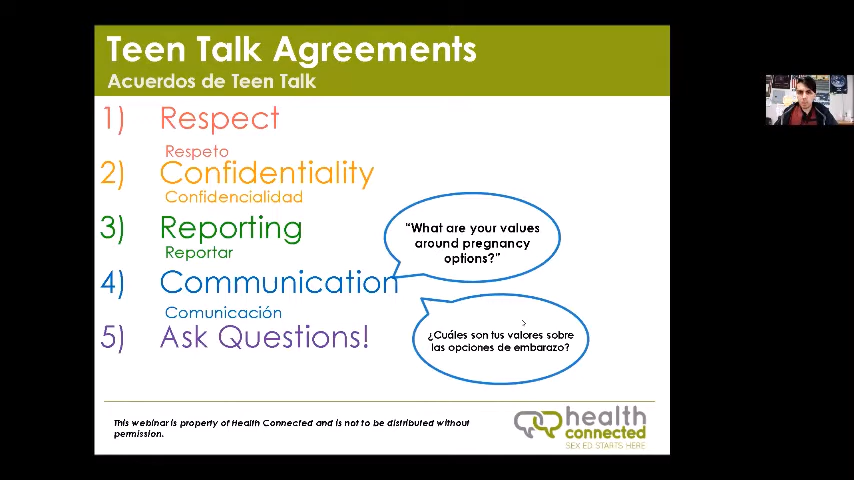 Teen Talk Agreements
Acuerdos de Teen Talk
1) Respect
Respeto
2) Confidentiality
Confidencialidad
3) Reporting
Reportar
4) Communication
Comunicación
5) Ask Questions!
“What are your values
around pregnancy
options?”
¿Cuáles son tus valores sobre
las opciones de embarazo?
This webinar is property of Health Connected and is not to be distributed without
permission.
health
connected
SEX ED STARTS HERE